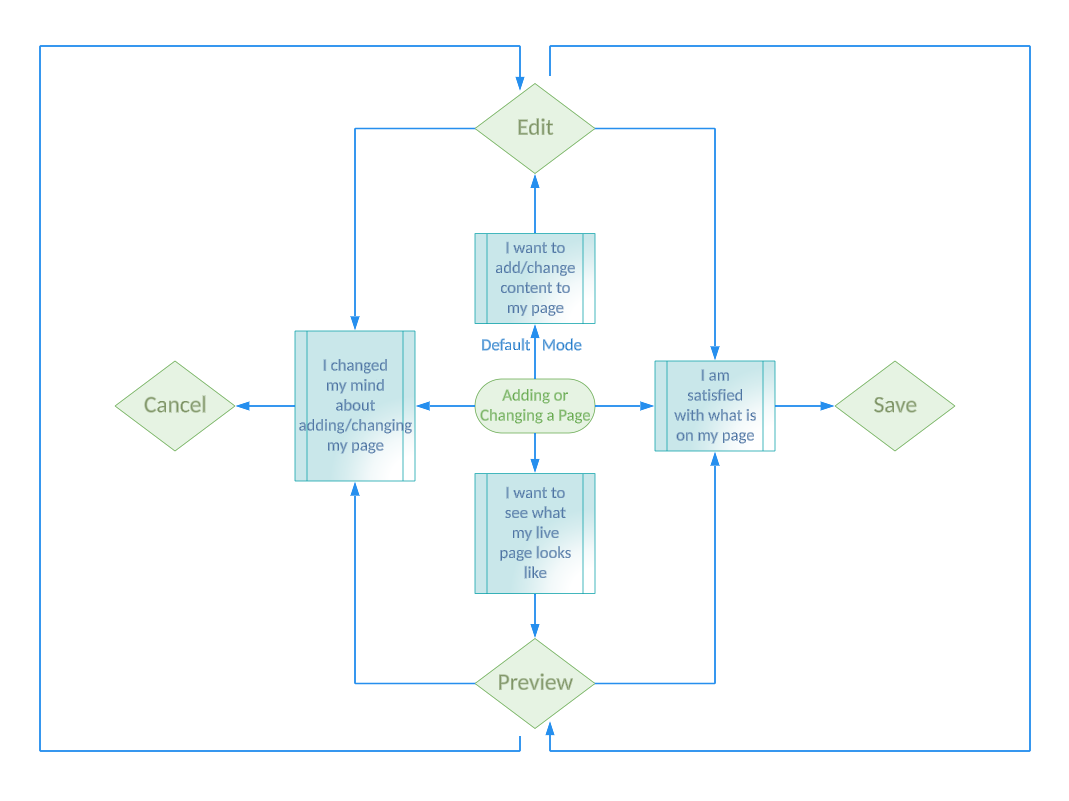 Edit
I want to
add/change
content to
my page
Default Mode
I changed
my mind
about
adding/changing
my page
Cancel
Adding or
Changing a Page
I am
satisfied
with what is
on my page
Save
I want to
see what
my live
page looks
like
Preview